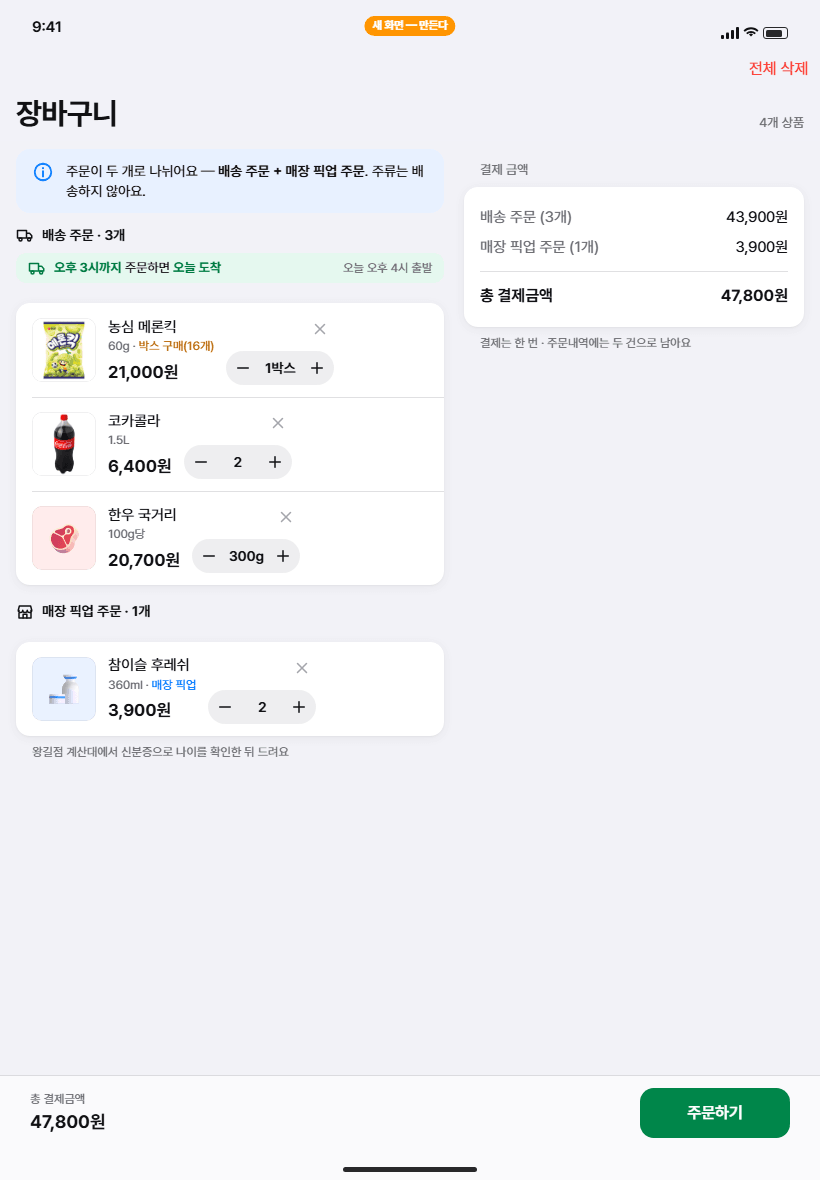 9:41
새 화면 — 만든다
전체 삭제
장바구니
4개 상품
주문이 두 개로 나뉘어요 — 배송 주문 + 매장 픽업 주문. 주류는 배
송하지 않아요.
배송 주문 · 3개
오후 3시까지 주문하면 오늘 도착
오늘 오후 4시 출발
농심 메론킥
60g · 박스 구매(16개)
21,000원
1박스
코카콜라
1.5L
6,400원
2
한우 국거리
100g당
20,700원
300g
매장 픽업 주문 · 1개
참이슬 후레쉬
360ml · 매장 픽업
3,900원
2
왕길점 계산대에서 신분증으로 나이를 확인한 뒤 드려요
결제 금액
배송 주문 (3개)
43,900원
매장 픽업 주문 (1개)
3,900원
총 결제금액
47,800원
결제는 한 번 · 주문내역에는 두 건으로 남아요
총 결제금액
47,800원
주문하기